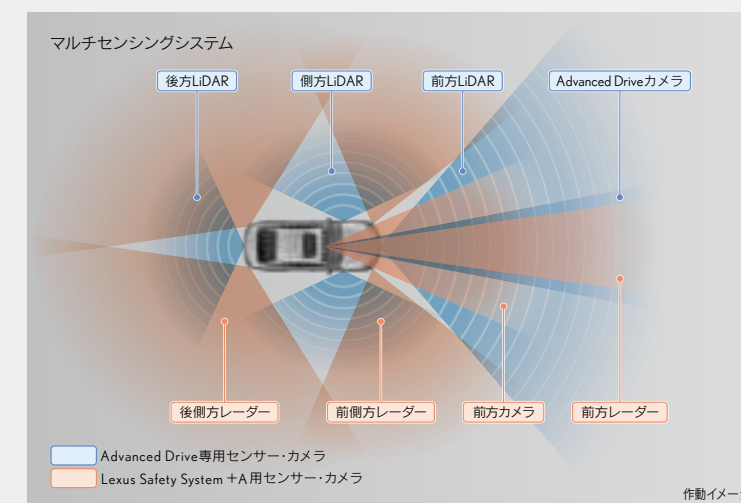 マルチセンシングシステム
後方LiDAR
側方LiDAR
前方LiDAR
Advanced Driveカメラ
後側方レーダー
前側方レーダー
前方カメラ
前方レーダー
Advanced Drive専用センサー・カメラ
Lexus Safety System +A用センサー・カメラ
作動イメー